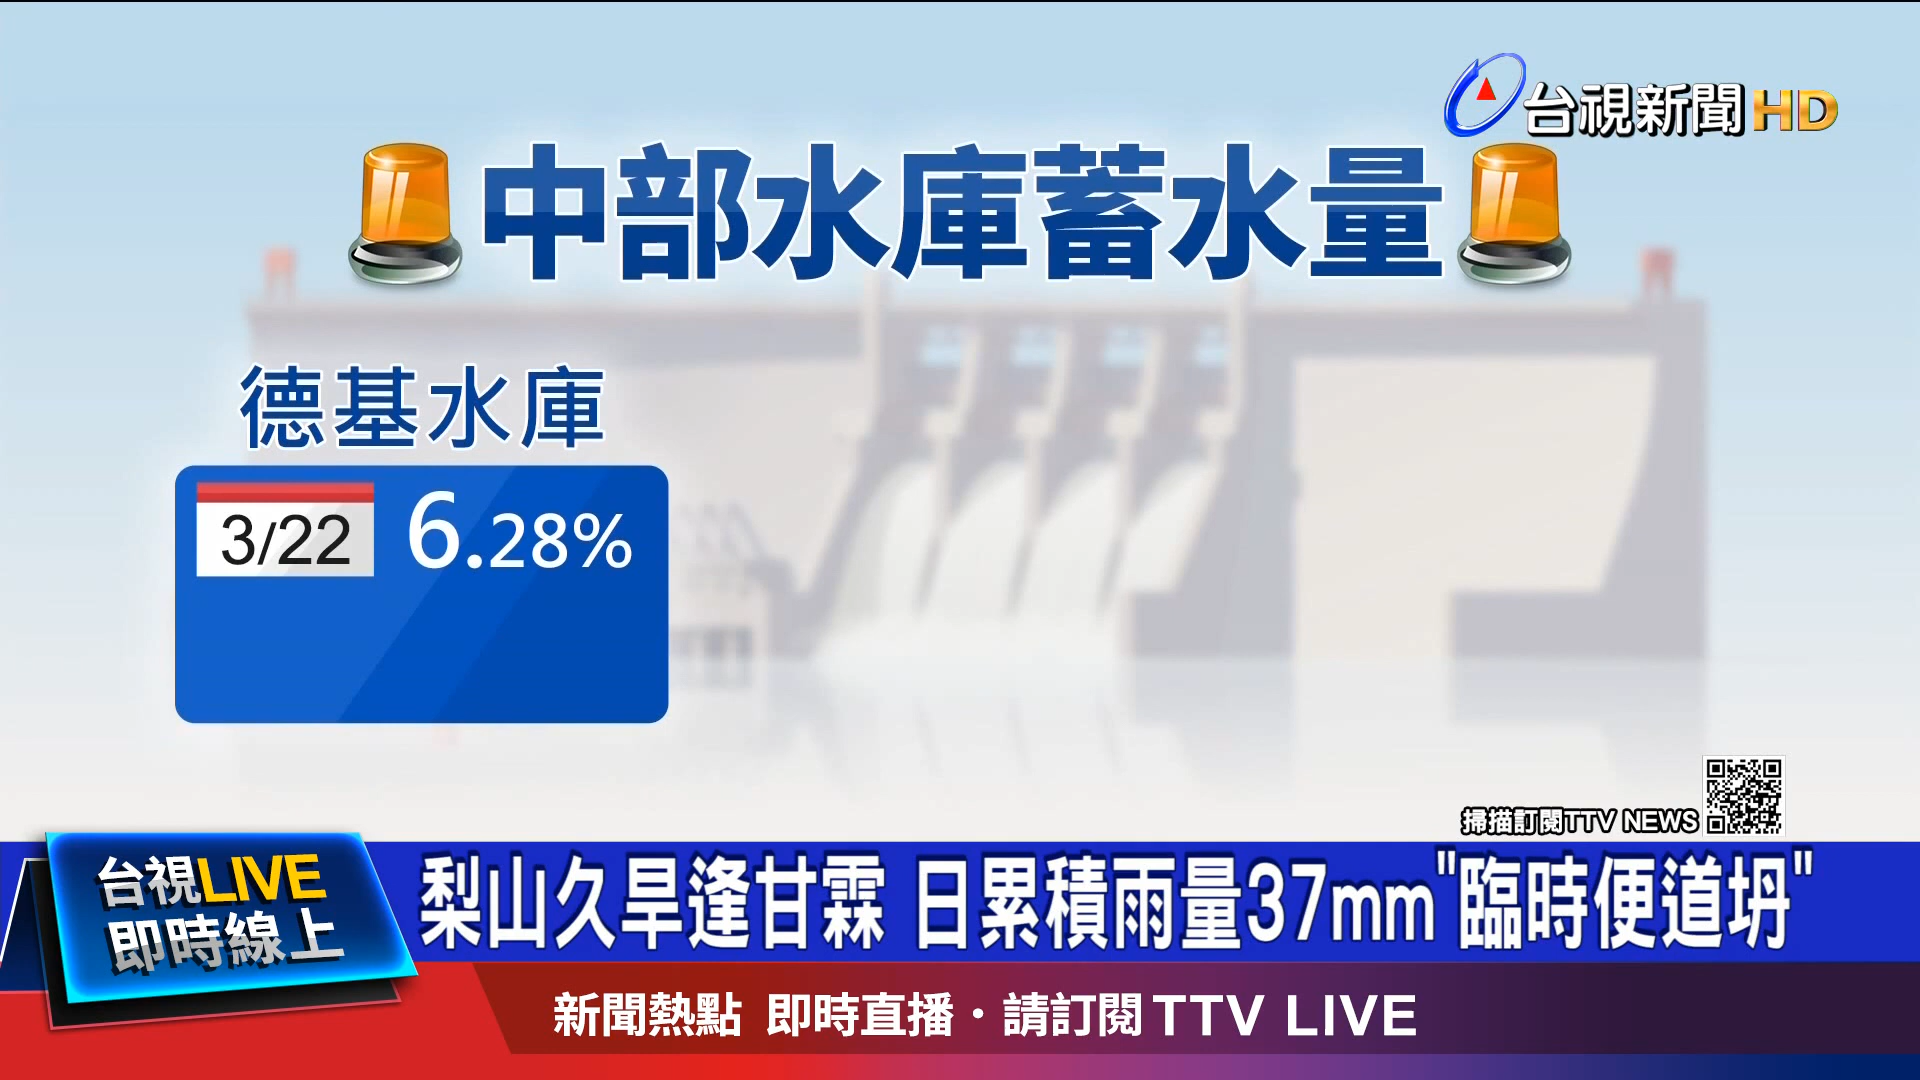 台視新聞HD
中部水庫蓄水量
德基水庫
3/22 6.28%
掃描訂閱TTV NEWS
台視LIVE
即時線上
梨山久旱逢甘霖 日累積雨量37mm"臨時便道坍"
新聞熱點 即時直播・請訂閱TTV LIVE